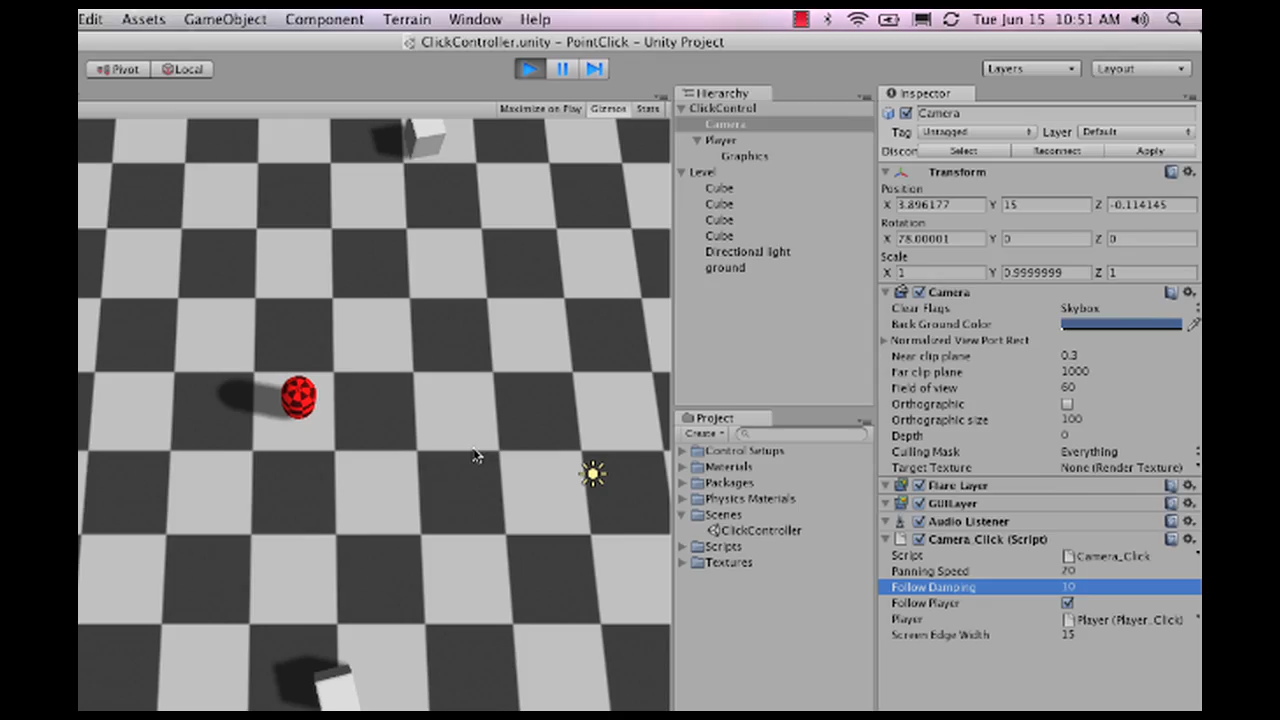 Edit Assets GameObject Component Terrain Window Help Tue Jun 15 10:51 AM
ClickController.unity - PointClick - Unity Project
Pivot Local Layers Layout
Maximize on Play Gizmos Stats
Hierarchy
ClickControl
Camera
Player
Graphics
Level
Cube
Cube
Cube
Cube
Directional light
ground
Project
Create
Control Setups
Materials
Packages
Physics Materials
Scenes
ClickController
Scripts
Textures
Inspector
Camera
Tag Untagged Layer Default
Discon Select Reconnect Apply
Transform
Position
X 3.896177 Y 15 Z -0.114145
Rotation
X 78.00001 Y 0 Z 0
Scale
X 1 Y 0.9999999 Z 1
Camera
Clear Flags Skybox
Back Ground Color
Normalized View Port Rect
Near clip plane 0.3
Far clip plane 1000
Field of view 60
Orthographic
Orthographic size 100
Depth 0
Culling Mask Everything
Target Texture None (Render Texture)
Flare Layer
GUILayer
Audio Listener
Camera_Click (Script)
Script Camera_Click
Panning Speed 20
Follow Damping 10
Follow Player
Player Player (Player_Click)
Screen Edge Width 15